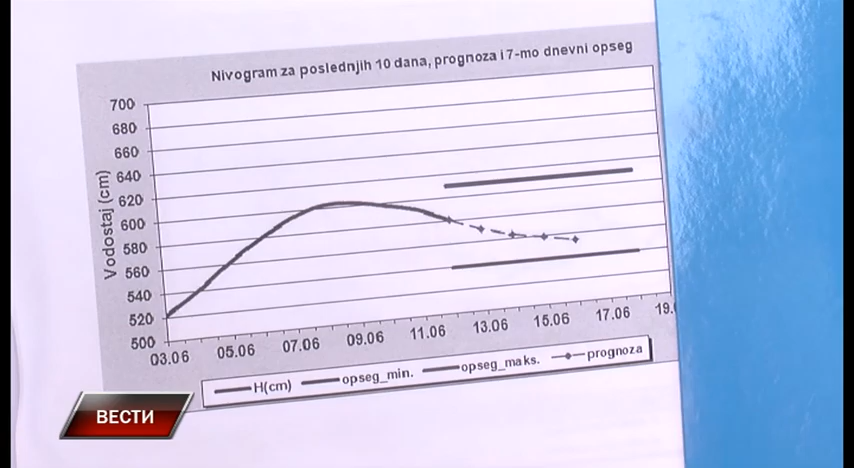 Nivogram za poslednjih 10 dana, prognoza i 7-mo dnevni opseg
Vodostaj (cm)
700
680
660
640
620
600
580
560
540
520
500
03.06 05.06 07.06 09.06 11.06 13.06 15.06 17.06 19.0
H(cm) opseg_min. opseg_maks. prognoza
ВЕСТИ